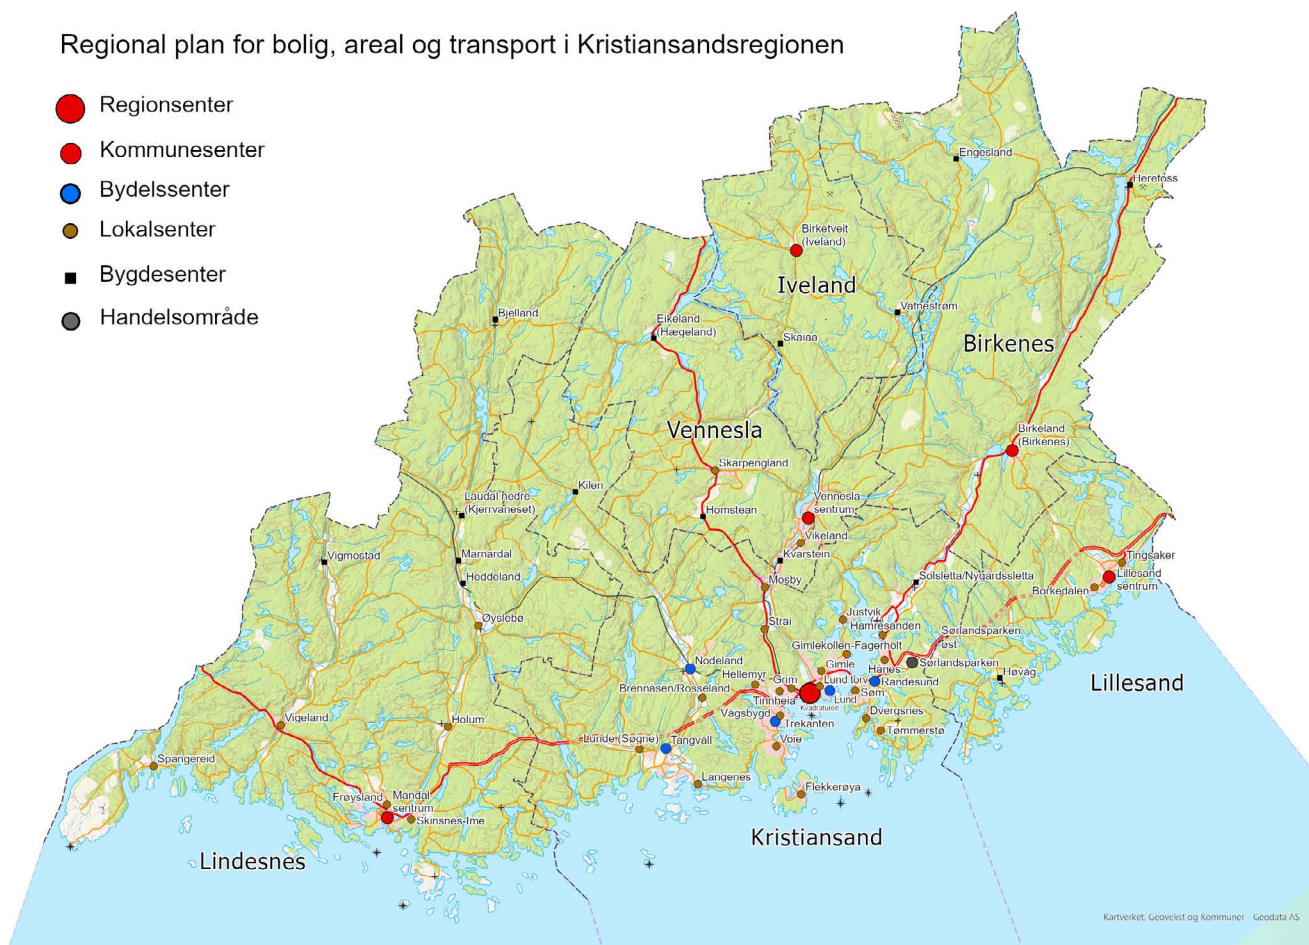 Regional plan for bolig, areal og transport i Kristiansandsregionen
Regionsenter
Kommunesenter
Bydelssenter
Lokalsenter
Bygdesenter
Handelsområde
Engesland
Herefoss
Birketveit
(Iveland)
Iveland
Vatnestrøm
Bjelland
Eikeland
(Hægeland)
Skaiaa
Birkenes
Vennesla
Birkeland
(Birkenes)
Skarpengland
Kilen
Laudal nedre
(Kjerrvaneset)
Homstean
Vennesla
sentrum
Vikeland
Kvarstein
Vigmostad
Marnardal
Heddeland
Mosby
Solsletta/Nygårdssletta
Tingsaker
Lillesand
sentrum
Borkedalen
Øyslebø
Strai
Justvik
Hamresanden
Sørlandsparken
øst
Gimlekollen-Fagerholt
Sørlandsparken
Hånes
Høvåg
Nodeland
Hellemyr
Grim
Gimle
Lund torv
Randesund
Lillesand
Brennåsen/Rosseland
Tinnheia
Kvadraturen
Lund
Søm
Vågsbygd
Trekanten
Dvergsnes
Tømmerstø
Vigeland
Holum
Lunde (Søgne)
Tangvall
Voie
Spangereid
Langenes
Flekkerøya
Frøysland
Mandal
sentrum
Skinsnes-Ime
Kristiansand
Lindesnes
Kartverket, Geovekst og Kommuner - Geodata AS